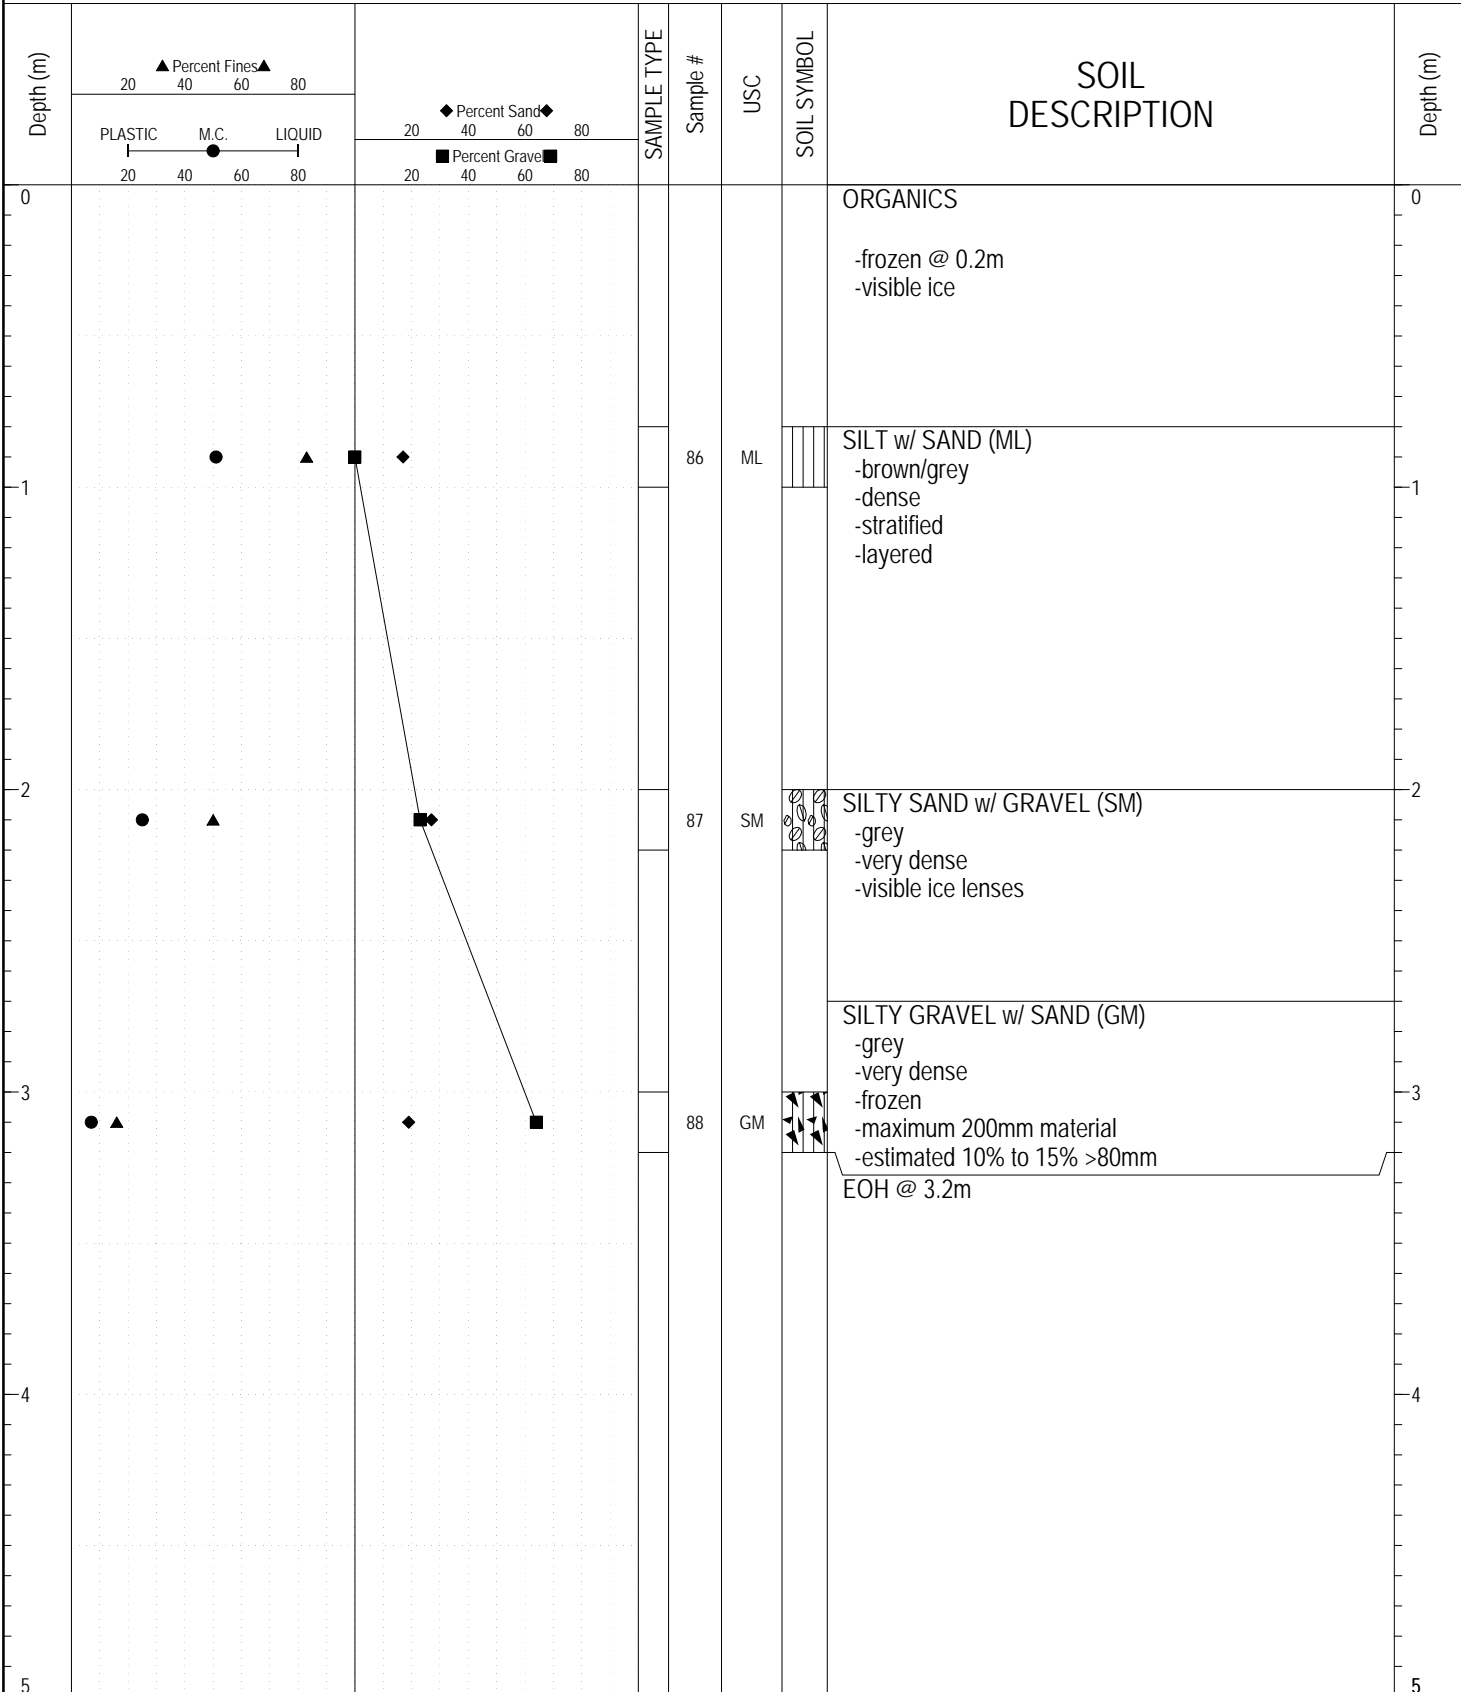 Depth (m)
▲ Percent Fines ▲
20 40 60 80
PLASTIC M.C. LIQUID
20 40 60 80
◆ Percent Sand ◆
20 40 60 80
■ Percent Gravel ■
20 40 60 80
SAMPLE TYPE
Sample #
USC
SOIL SYMBOL
SOIL
DESCRIPTION
Depth (m)
0 ORGANICS 0
-frozen @ 0.2m
-visible ice
SILT w/ SAND (ML)
86 ML -brown/grey
1 -dense 1
-stratified
-layered
2 SILTY SAND w/ GRAVEL (SM) 2
87 SM -grey
-very dense
-visible ice lenses
SILTY GRAVEL w/ SAND (GM)
-grey
-very dense
3 -frozen 3
88 GM -maximum 200mm material
-estimated 10% to 15% >80mm
EOH @ 3.2m
4 4
5 5